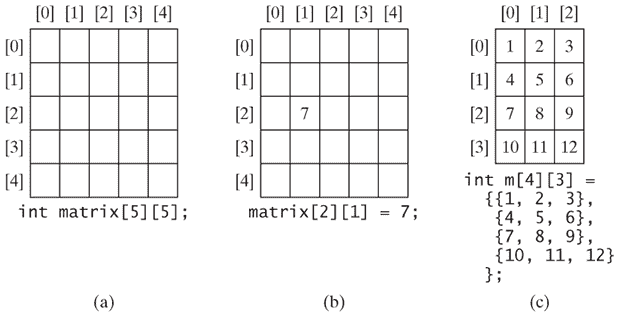 [0] [1] [2] [3] [4]
[0]
[1]
[2]
[3]
[4]
int matrix[5][5];
(a)
[0] [1] [2] [3] [4]
[0]
[1]
[2] 7
[3]
[4]
matrix[2][1] = 7;
(b)
[0] [1] [2]
[0] 1 2 3
[1] 4 5 6
[2] 7 8 9
[3] 10 11 12
int m[4][3] =
{{1, 2, 3},
{4, 5, 6},
{7, 8, 9},
{10, 11, 12}
};
(c)